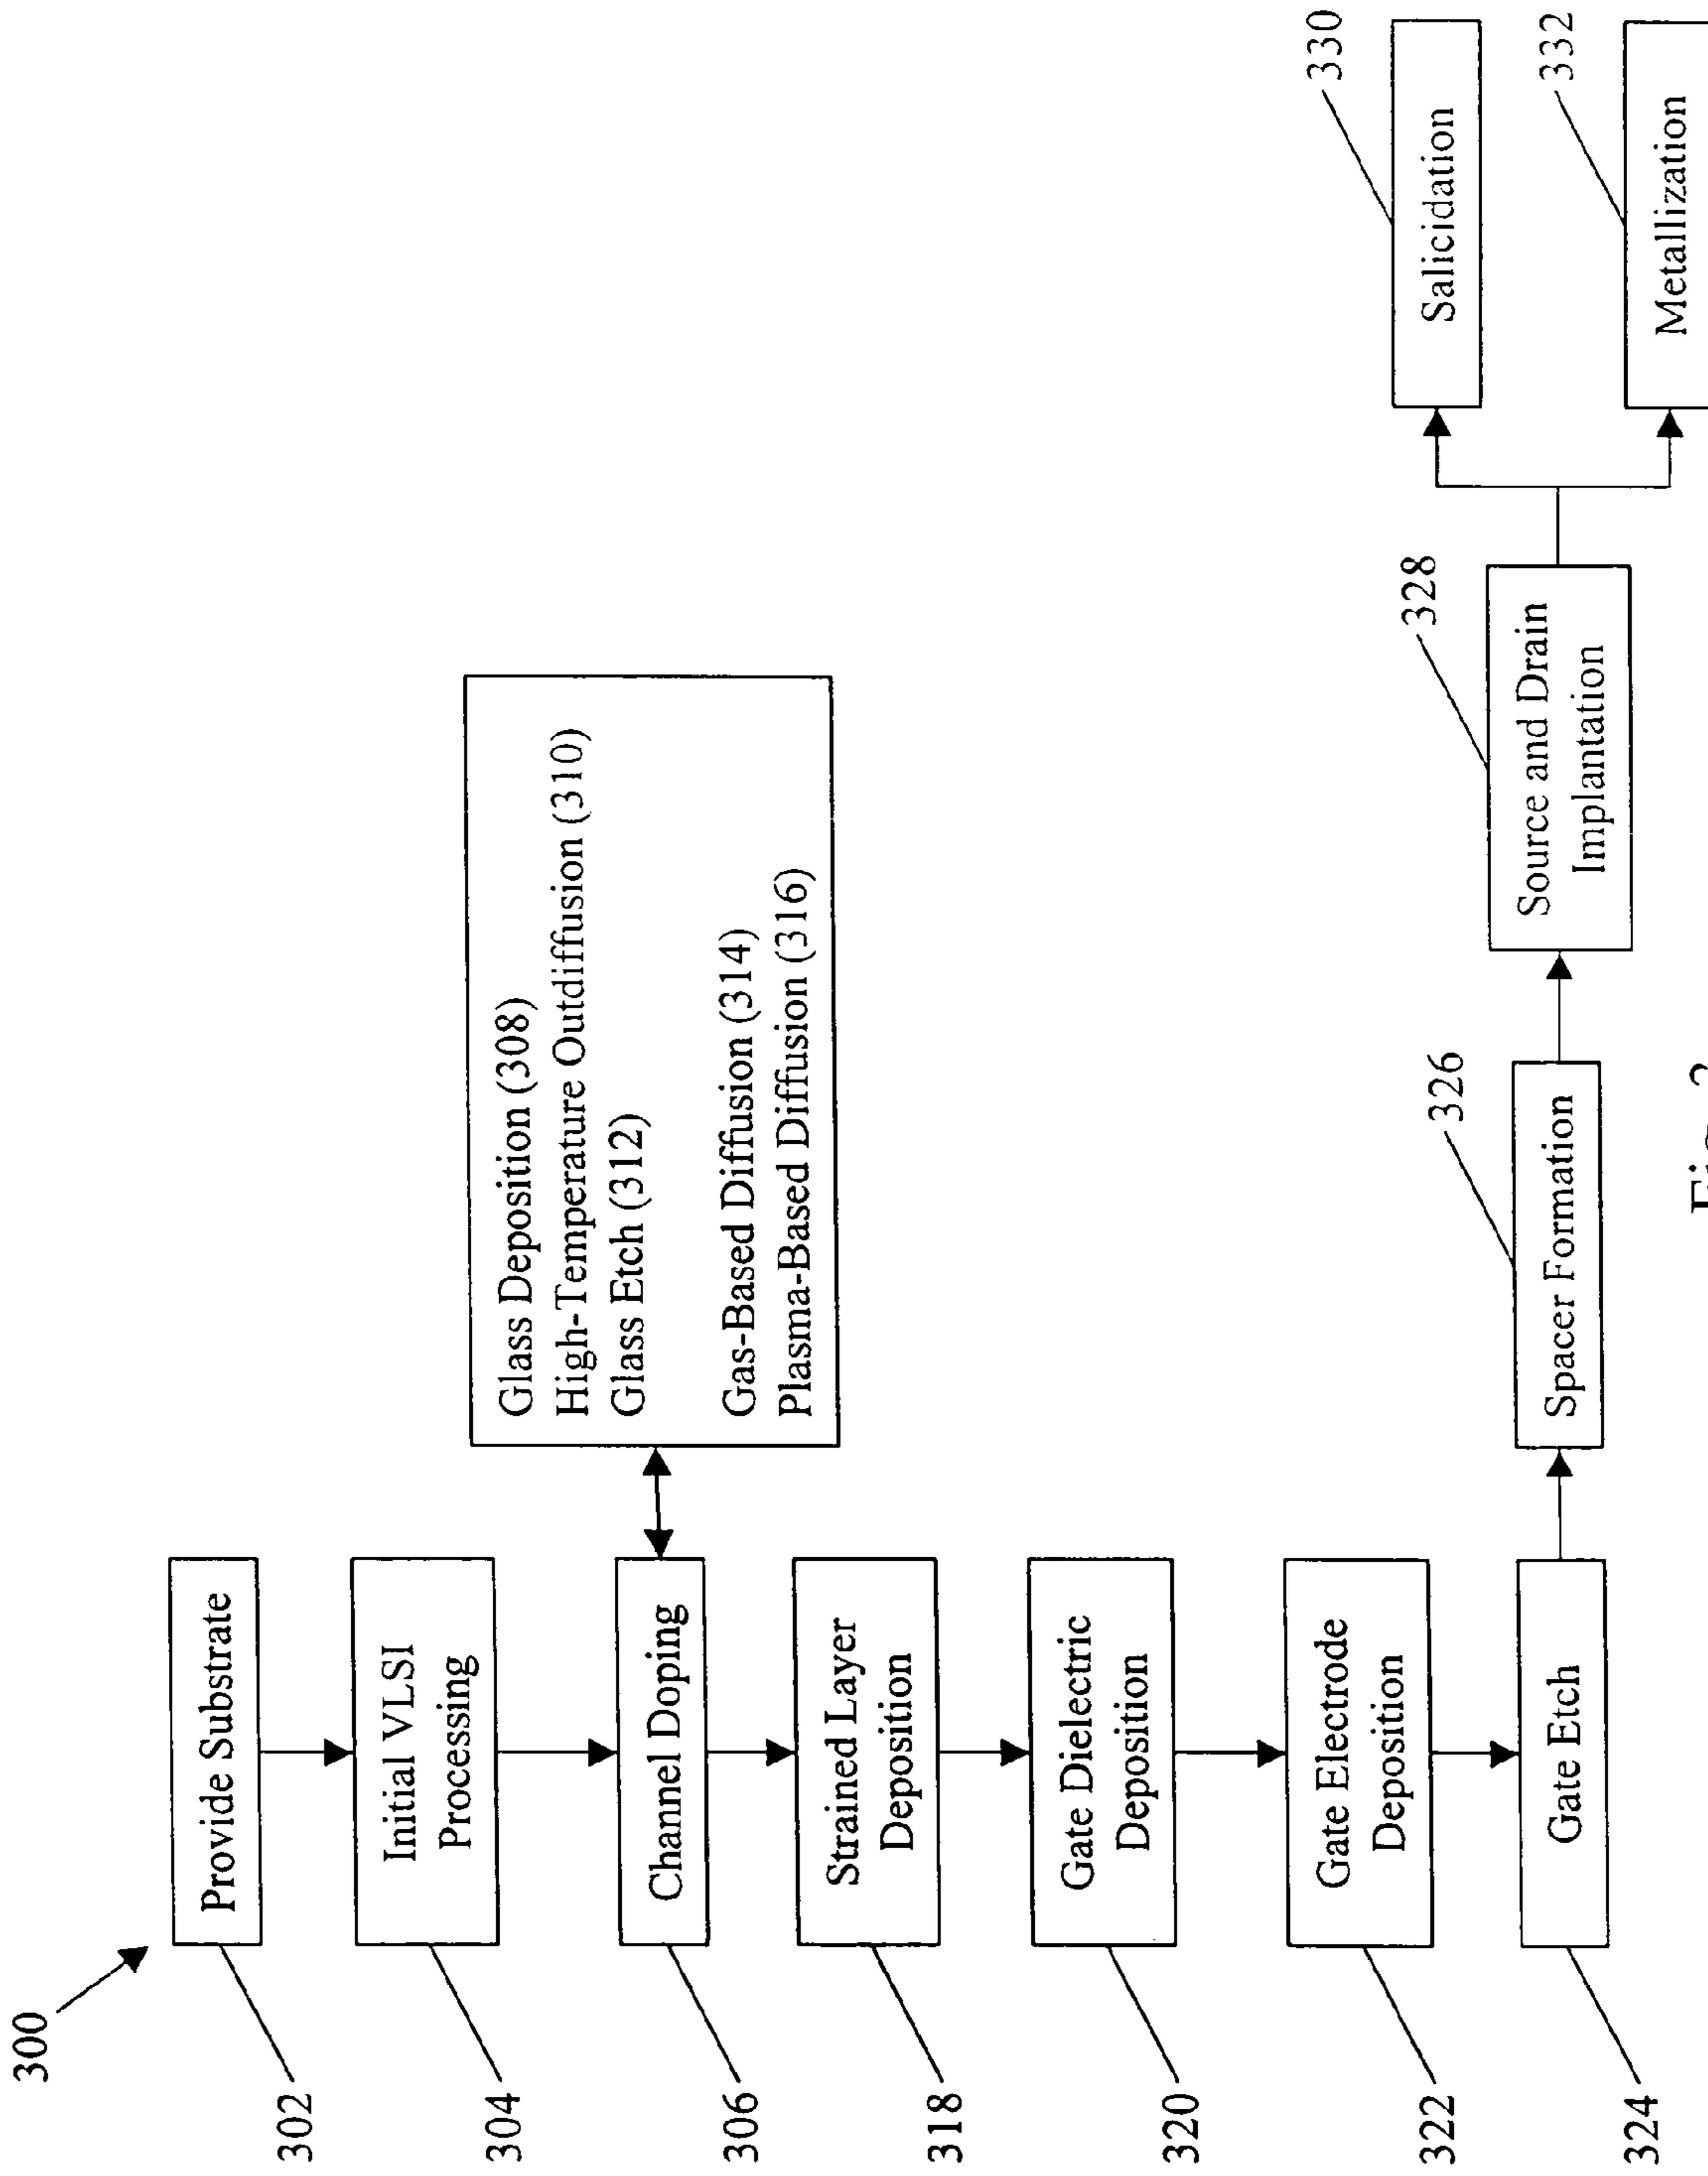 300
302
Provide Substrate
304
Initial VLSI
Processing
306
Channel Doping
Glass Deposition (308)
High-Temperature Outdiffusion (310)
Glass Etch (312)
Gas-Based Diffusion (314)
Plasma-Based Diffusion (316)
318
Strained Layer
Deposition
320
Gate Dielectric
Deposition
322
Gate Electrode
Deposition
324
Gate Etch
326
Spacer Formation
328
Source and Drain
Implantation
330
Salicidation
332
Metallization